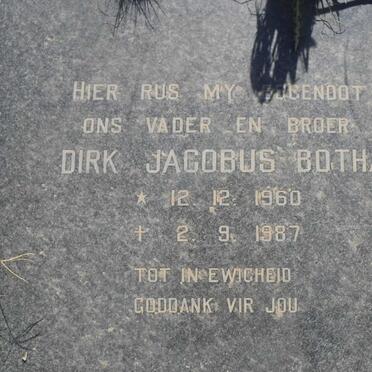 HIER RUS MY EGGENOOT
ONS VADER EN BROER
DIRK JACOBUS BOTHA
* 12. 12. 1960
† 2. 9. 1987
TOT IN EWIGHEID
GODDANK VIR JOU